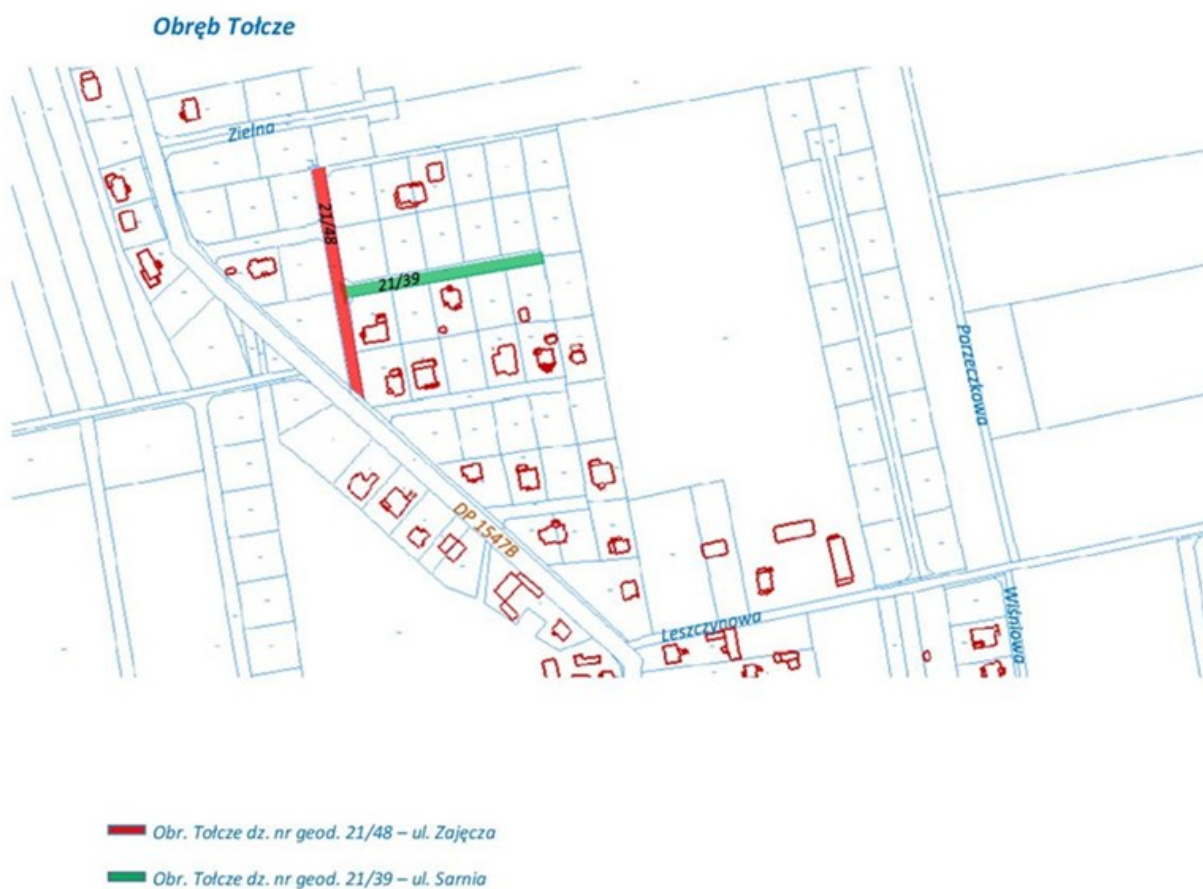 Obręb Tołcze
Zielna
21/48
21/39
Porzeczkowa
DP 1547B
Leszczynowa
Wiśniowa
Obr. Tołcze dz. nr geod. 21/48 – ul. Zajęcza
Obr. Tołcze dz. nr geod. 21/39 – ul. Sarnia